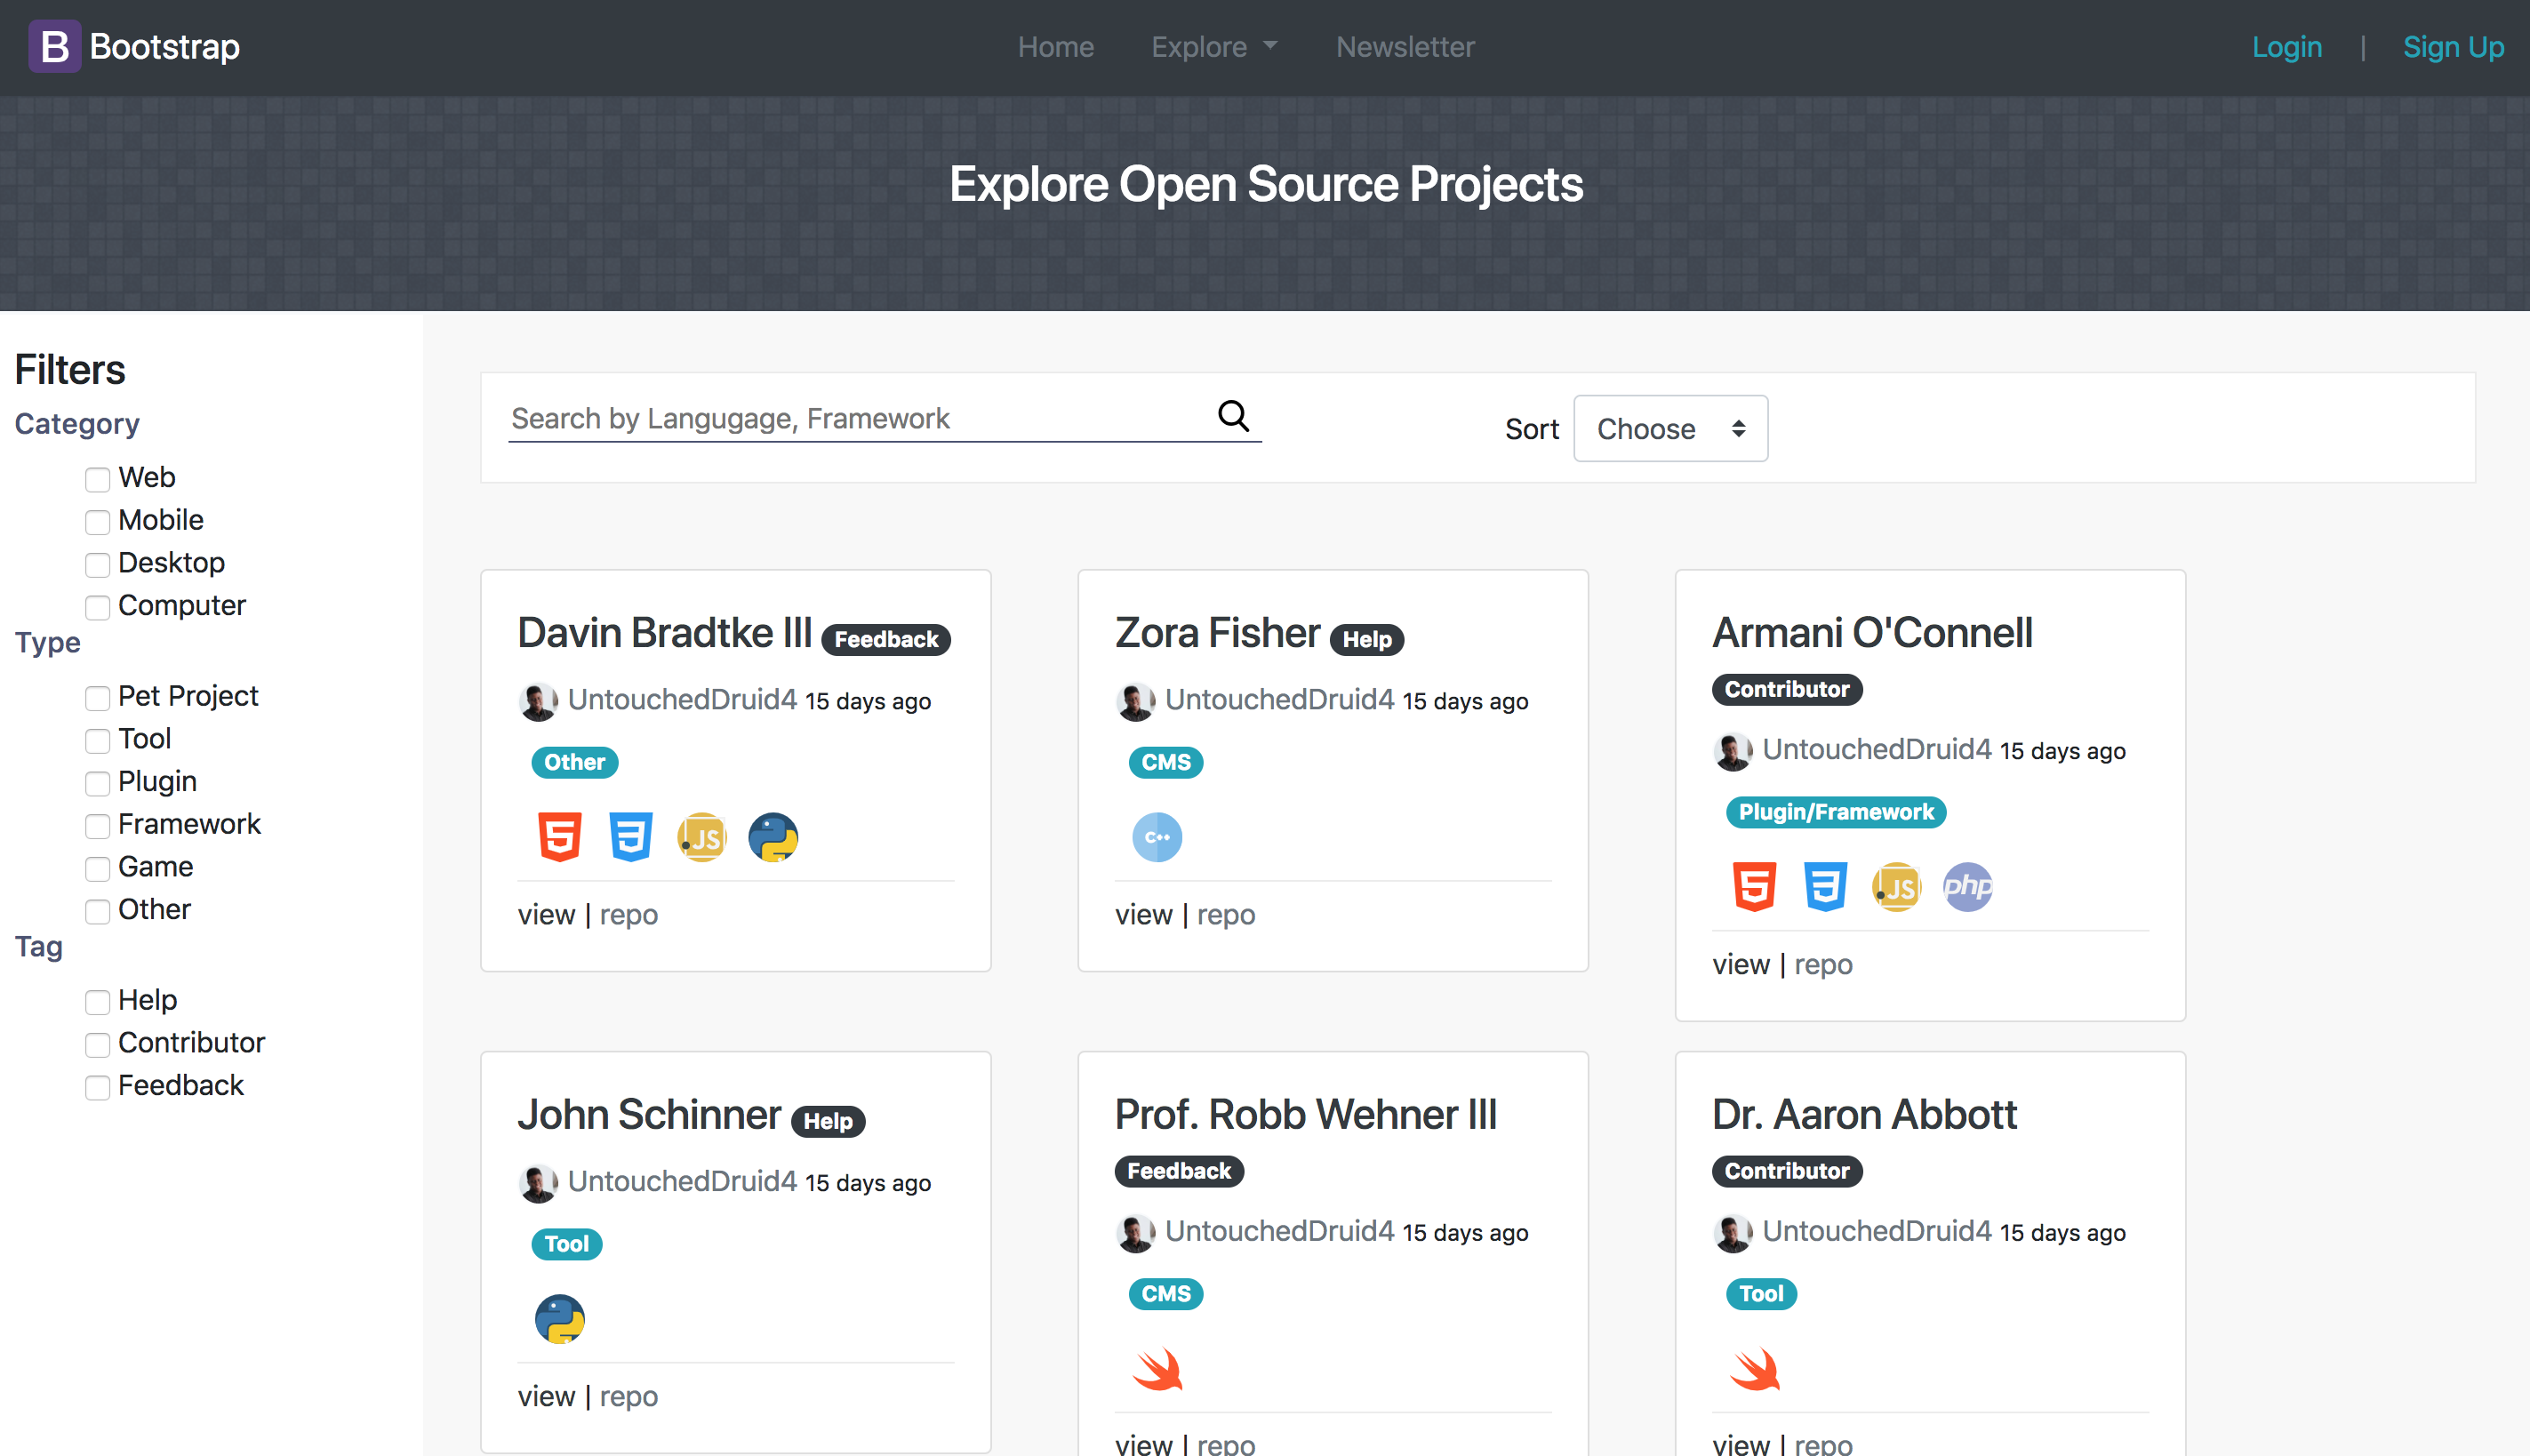 B Bootstrap
Home Explore Newsletter
Login | Sign Up
Explore Open Source Projects
Filters
Category
Web
Mobile
Desktop
Computer
Type
Pet Project
Tool
Plugin
Framework
Game
Other
Tag
Help
Contributor
Feedback
Search by Langugage, Framework
Sort Choose
Davin Bradtke III Feedback
UntouchedDruid4 15 days ago
Other
5 3 .JS
view | repo
Zora Fisher Help
UntouchedDruid4 15 days ago
CMS
C++
view | repo
Armani O'Connell
Contributor
UntouchedDruid4 15 days ago
Plugin/Framework
5 3 .JS php
view | repo
John Schinner Help
UntouchedDruid4 15 days ago
Tool
view | repo
Prof. Robb Wehner III
Feedback
UntouchedDruid4 15 days ago
CMS
view | repo
Dr. Aaron Abbott
Contributor
UntouchedDruid4 15 days ago
Tool
view | repo